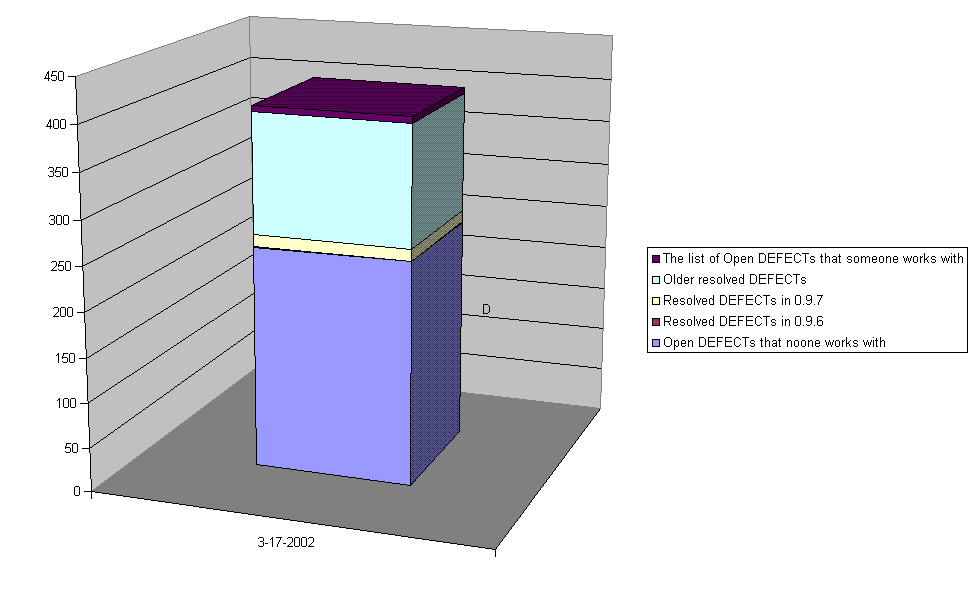 450
400
350
300
250
200
150
100
50
0
D
3-17-2002
The list of Open DEFECTs that someone works with
Older resolved DEFECTs
Resolved DEFECTs in 0.9.7
Resolved DEFECTs in 0.9.6
Open DEFECTs that noone works with